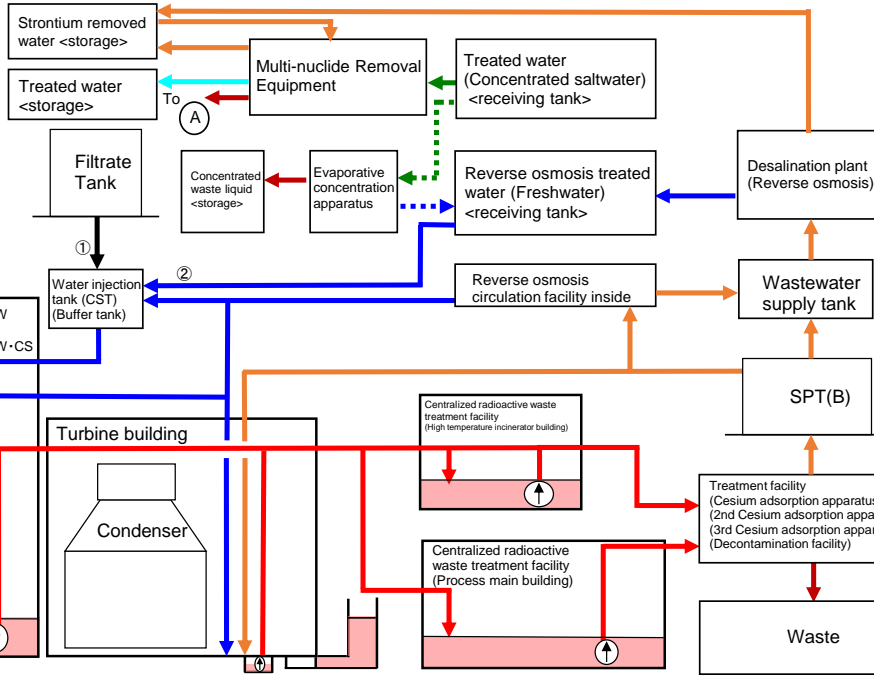 Strontium removed
water <storage>
Multi-nuclide Removal
Equipment
Treated water
(Concentrated saltwater)
<receiving tank>
Treated water
<storage>
To
A
Filtrate
Tank
Concentrated
waste liquid
<storage>
Evaporative
concentration
apparatus
Reverse osmosis treated
water (Freshwater)
<receiving tank>
Desalination plant
(Reverse osmosis)
①
②
Water injection
tank (CST)
(Buffer tank)
Reverse osmosis
circulation facility inside
Wastewater
supply tank
W
W・CS
SPT(B)
Centralized radioactive waste
treatment facility
(High temperature incinerator building)
Turbine building
Condenser
Treatment facility
(Cesium adsorption apparatus
(2nd Cesium adsorption appa
(3rd Cesium adsorption appar
(Decontamination facility)
Centralized radioactive
waste treatment facility
(Process main building)
Waste